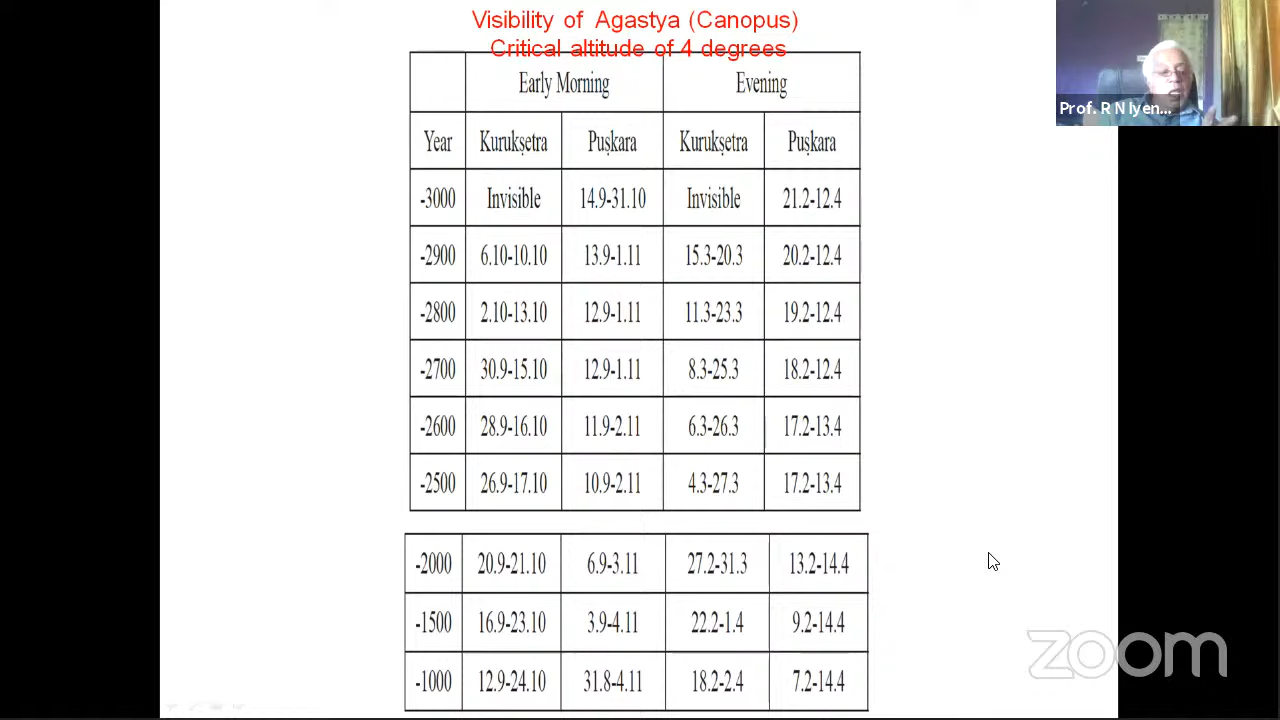 Visibility of Agastya (Canopus)
Critical altitude of 4 degrees
Early Morning Evening
Year Kurukṣetra Puṣkara Kurukṣetra Puṣkara
-3000 Invisible 14.9-31.10 Invisible 21.2-12.4
-2900 6.10-10.10 13.9-1.11 15.3-20.3 20.2-12.4
-2800 2.10-13.10 12.9-1.11 11.3-23.3 19.2-12.4
-2700 30.9-15.10 12.9-1.11 8.3-25.3 18.2-12.4
-2600 28.9-16.10 11.9-2.11 6.3-26.3 17.2-13.4
-2500 26.9-17.10 10.9-2.11 4.3-27.3 17.2-13.4
-2000 20.9-21.10 6.9-3.11 27.2-31.3 13.2-14.4
-1500 16.9-23.10 3.9-4.11 22.2-1.4 9.2-14.4
-1000 12.9-24.10 31.8-4.11 18.2-2.4 7.2-14.4
Prof. R N Iyen...
zoom